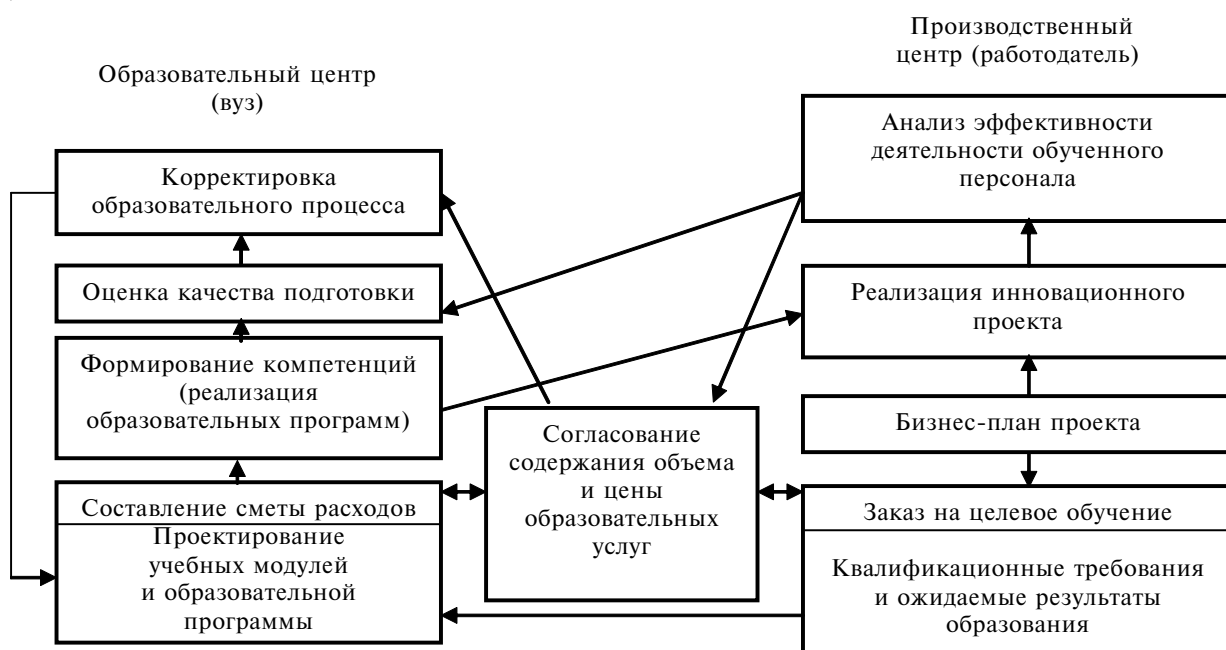 Образовательный центр
(вуз)
Корректировка
образовательного процесса
Оценка качества подготовки
Формирование компетенций
(реализация
образовательных программ)
Составление сметы расходов
Проектирование
учебных модулей
и образовательной
программы
Согласование
содержания объема
и цены
образовательных
услуг
Производственный
центр (работодатель)
Анализ эффективности
деятельности обученного
персонала
Реализация инновационного
проекта
Бизнес-план проекта
Заказ на целевое обучение
Квалификационные требования
и ожидаемые результаты
образования